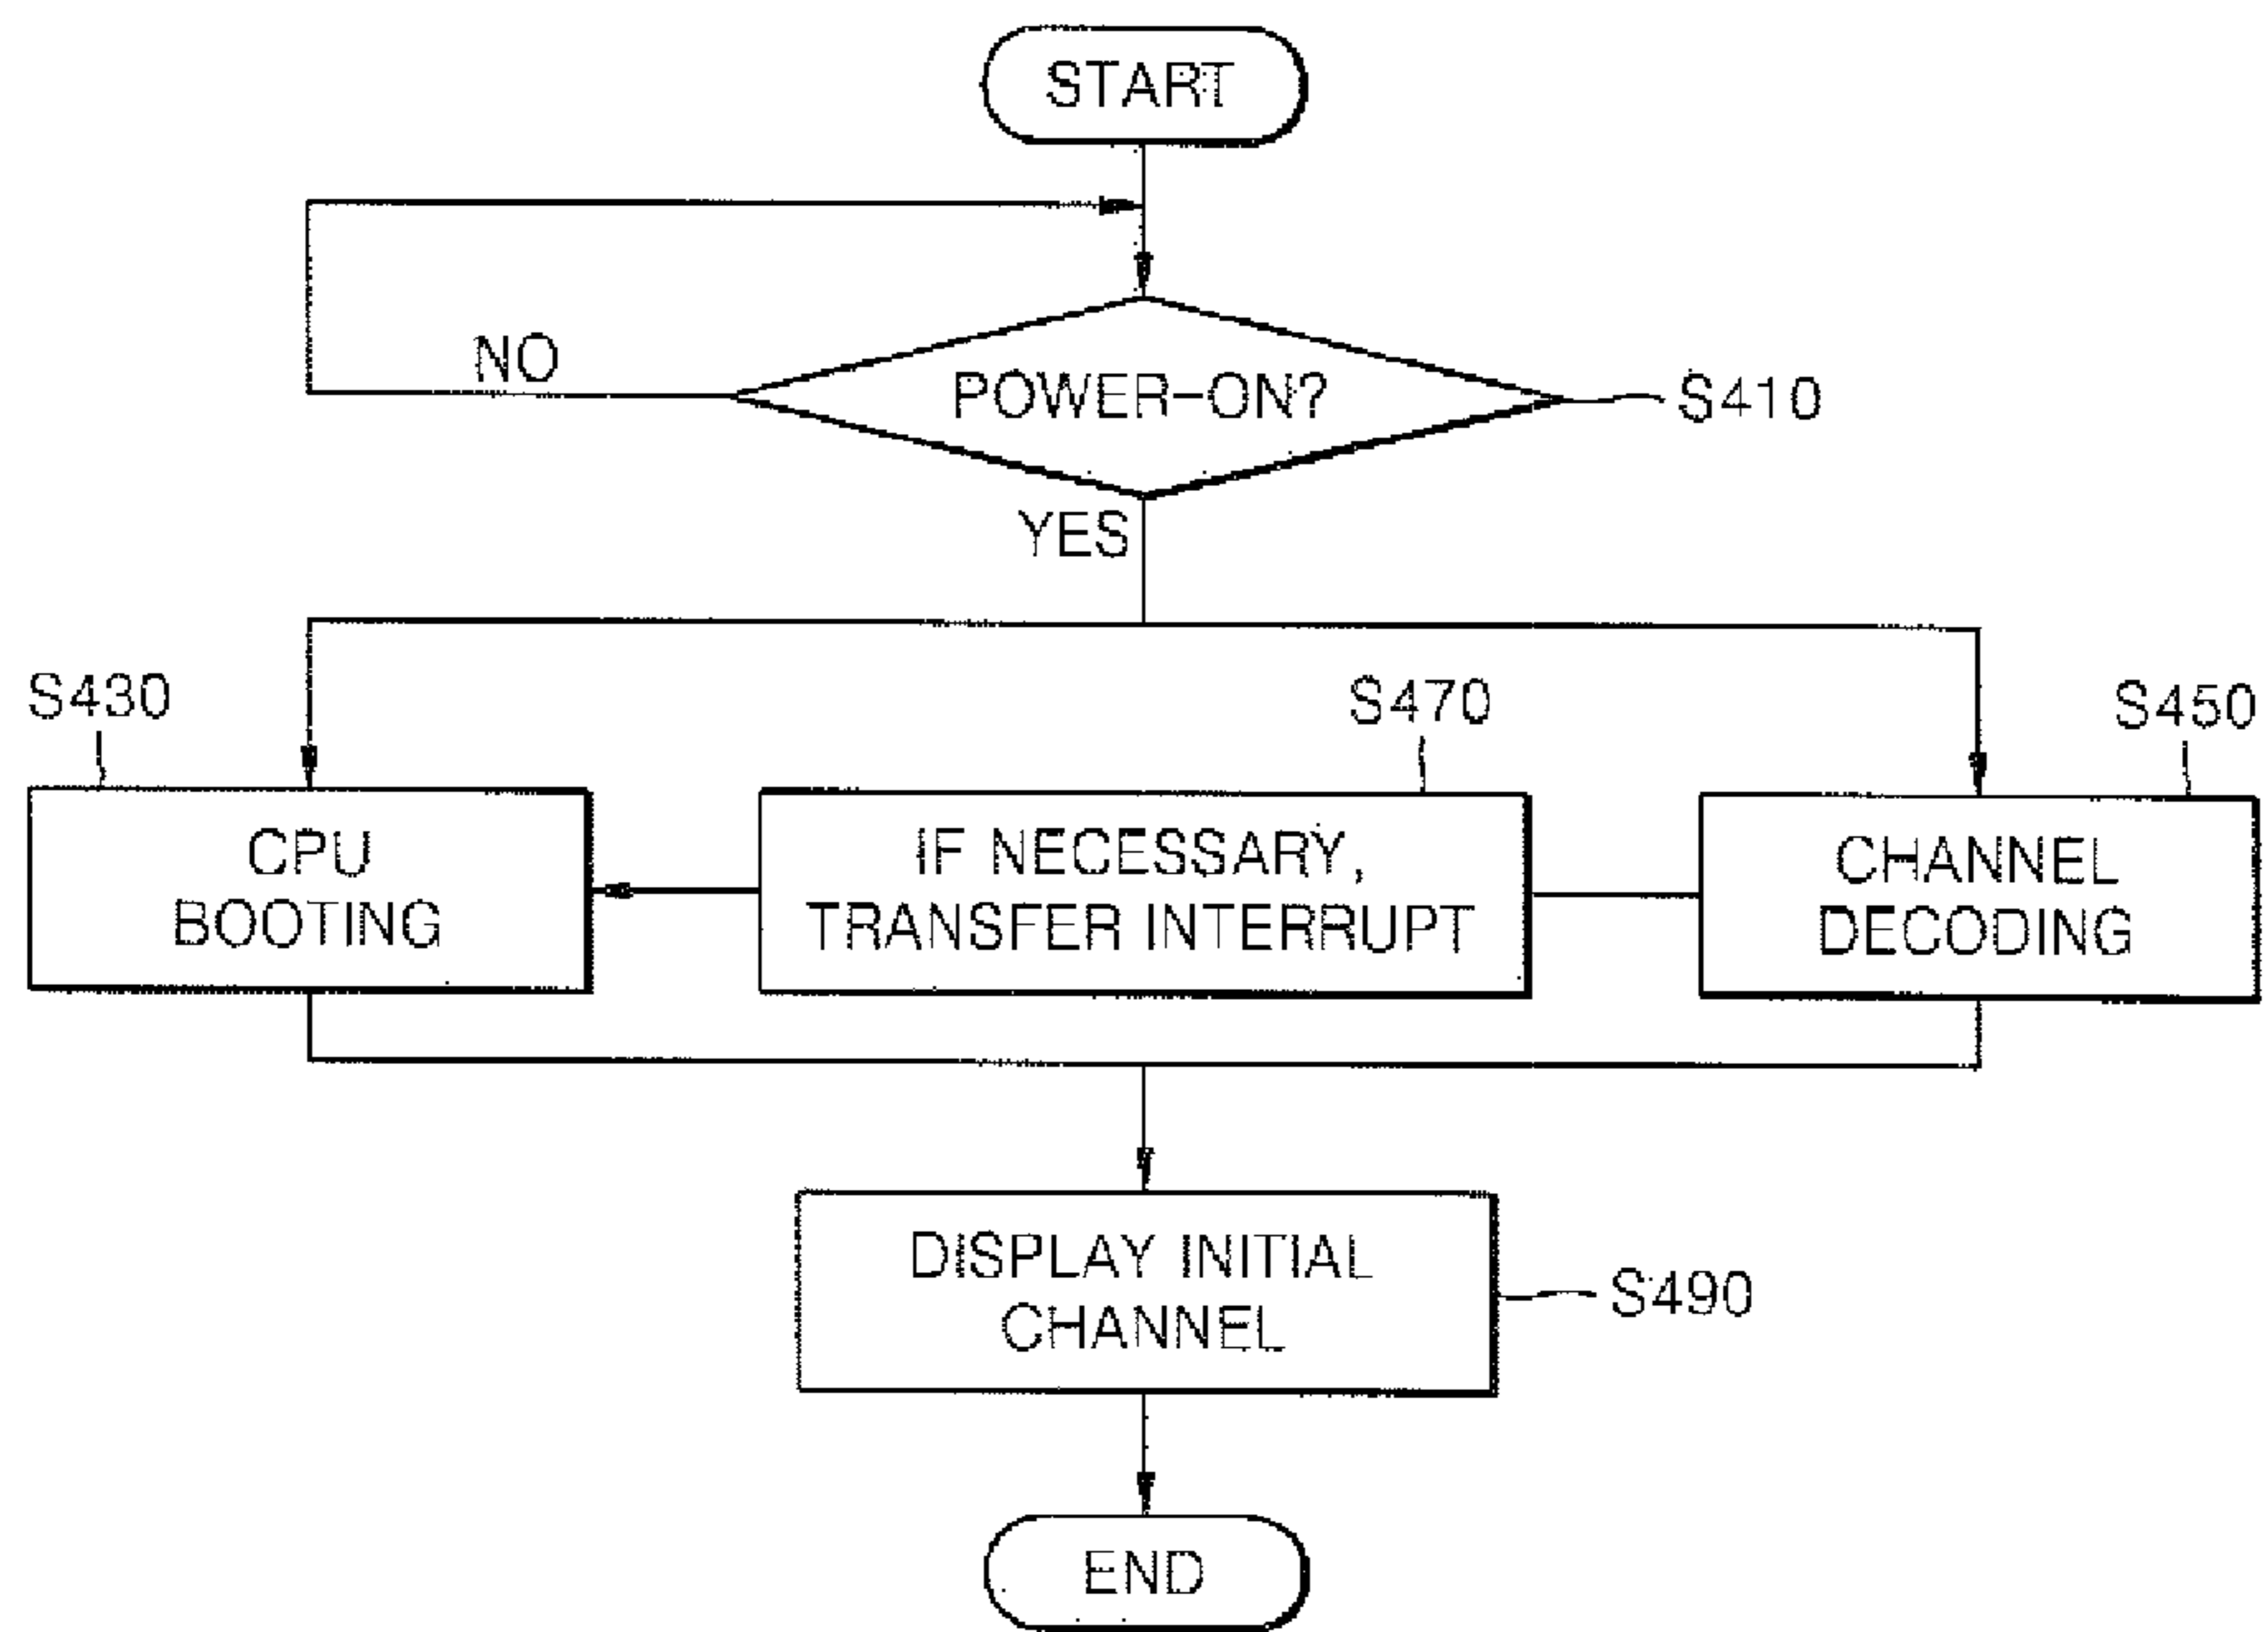 START
NO
POWER-ON?
S410
YES
S430
S470
S450
CPU
BOOTING
IF NECESSARY,
TRANSFER INTERRUPT
CHANNEL
DECODING
DISPLAY INITIAL
CHANNEL
S490
END